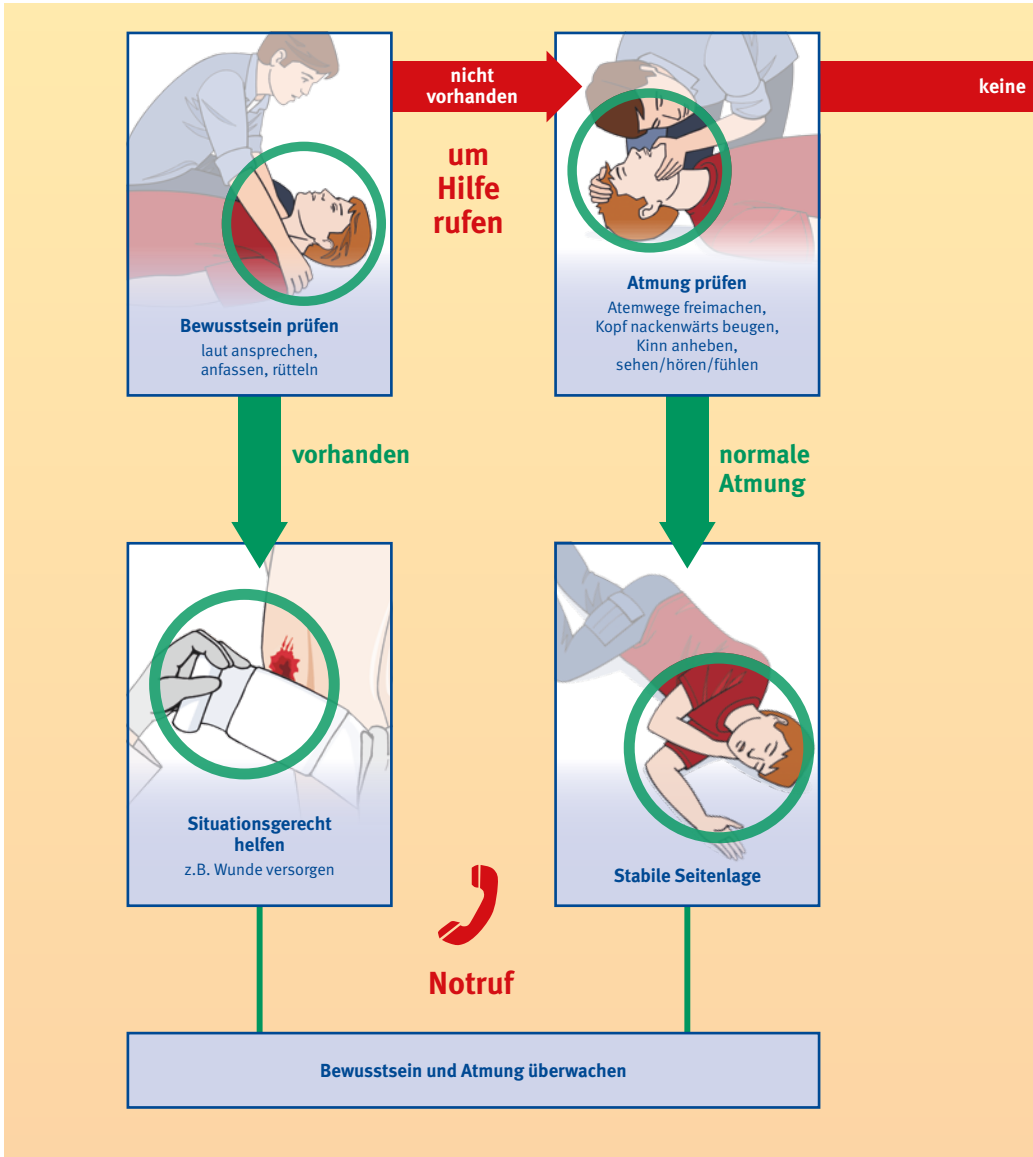 nicht
vorhanden
keine
um
Hilfe
rufen
Bewusstsein prüfen
laut ansprechen,
anfassen, rütteln
Atmung prüfen
Atemwege freimachen,
Kopf nackenwärts beugen,
Kinn anheben,
sehen/hören/fühlen
vorhanden
normale
Atmung
Situationsgerecht
helfen
z.B. Wunde versorgen
Stabile Seitenlage
Notruf
Bewusstsein und Atmung überwachen